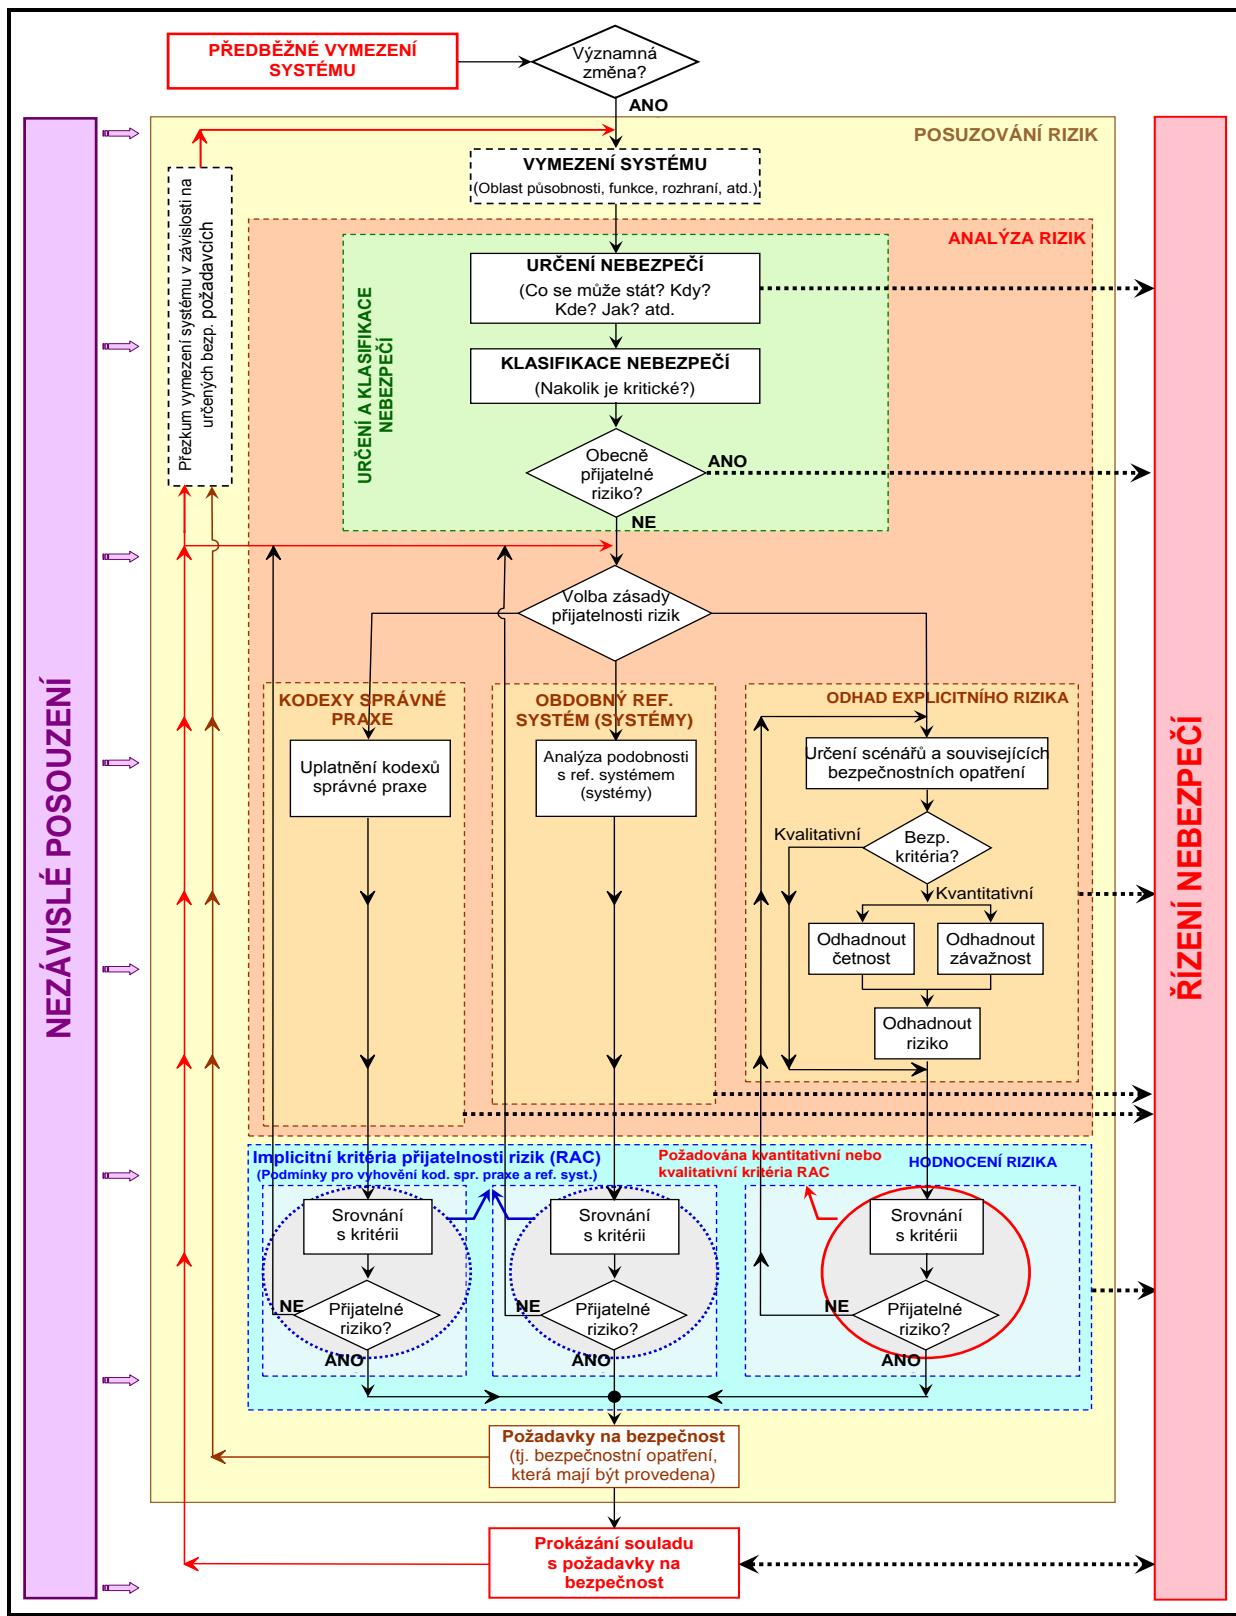 PŘEDBĚŽNÉ VYMEZENÍ
SYSTÉMU
Významná
změna?
ANO
POSUZOVÁNÍ RIZIK
VYMEZENÍ SYSTÉMU
(Oblast působnosti, funkce, rozhraní, atd.)
Přezkum vymezení systému v závislosti na
určených bezp. požadavcích
ANALÝZA RIZIK
URČENÍ A KLASIFIKACE
NEBEZPEČÍ
URČENÍ NEBEZPEČÍ
(Co se může stát? Kdy?
Kde? Jak? atd.
KLASIFIKACE NEBEZPEČÍ
(Nakolik je kritické?)
Obecně
přijatelné
riziko?
ANO
NE
Volba zásady
přijatelnosti rizik
NEZÁVISLÉ POSOUZENÍ
ŘÍZENÍ NEBEZPEČÍ
KODEXY SPRÁVNÉ
PRAXE
Uplatnění kodexů
správné praxe
OBDOBNÝ REF.
SYSTÉM (SYSTÉMY)
Analýza podobnosti
s ref. systémem
(systémy)
ODHAD EXPLICITNÍHO RIZIKA
Určení scénářů a souvisejících
bezpečnostních opatření
Kvalitativní
Bezp.
kritéria?
Kvantitativní
Odhadnout
četnost
Odhadnout
závažnost
Odhadnout
riziko
Implicitní kritéria přijatelnosti rizik (RAC)
(Podmínky pro vyhovění kod. spr. praxe a ref. syst.)
Požadována kvantitativní nebo
kvalitativní kritéria RAC
HODNOCENÍ RIZIKA
Srovnání
s kritérii
Přijatelné
riziko?
NE
ANO
Srovnání
s kritérii
Přijatelné
riziko?
NE
ANO
Srovnání
s kritérii
Přijatelné
riziko?
NE
ANO
Požadavky na bezpečnost
(tj. bezpečnostní opatření,
která mají být provedena)
Prokázání souladu
s požadavky na
bezpečnost